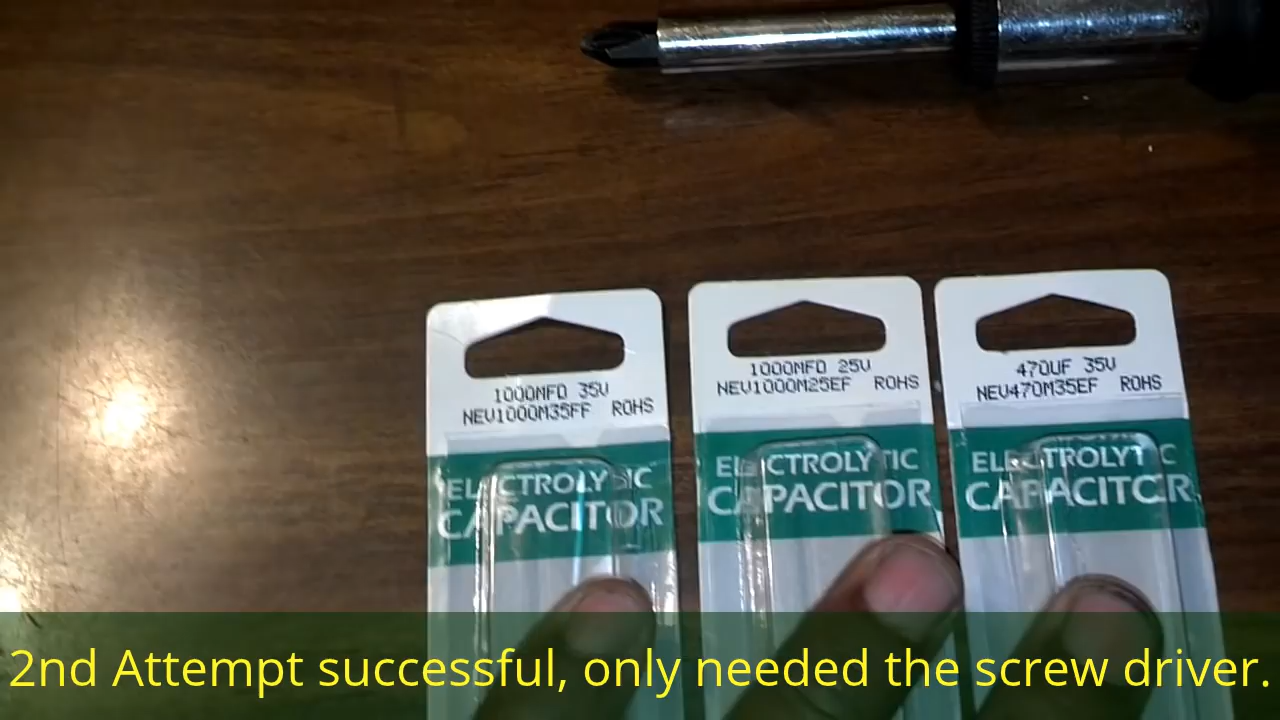 1000MFD 35V
NEV1000M35FF ROHS
ELECTROLYTIC
CAPACITOR
1000MFD 25V
NEV1000M25EF ROHS
ELECTROLYTIC
CAPACITOR
470UF 35V
NEV470M35EF ROHS
ELECTROLYTIC
CAPACITOR
2nd Attempt successful, only needed the screw driver.